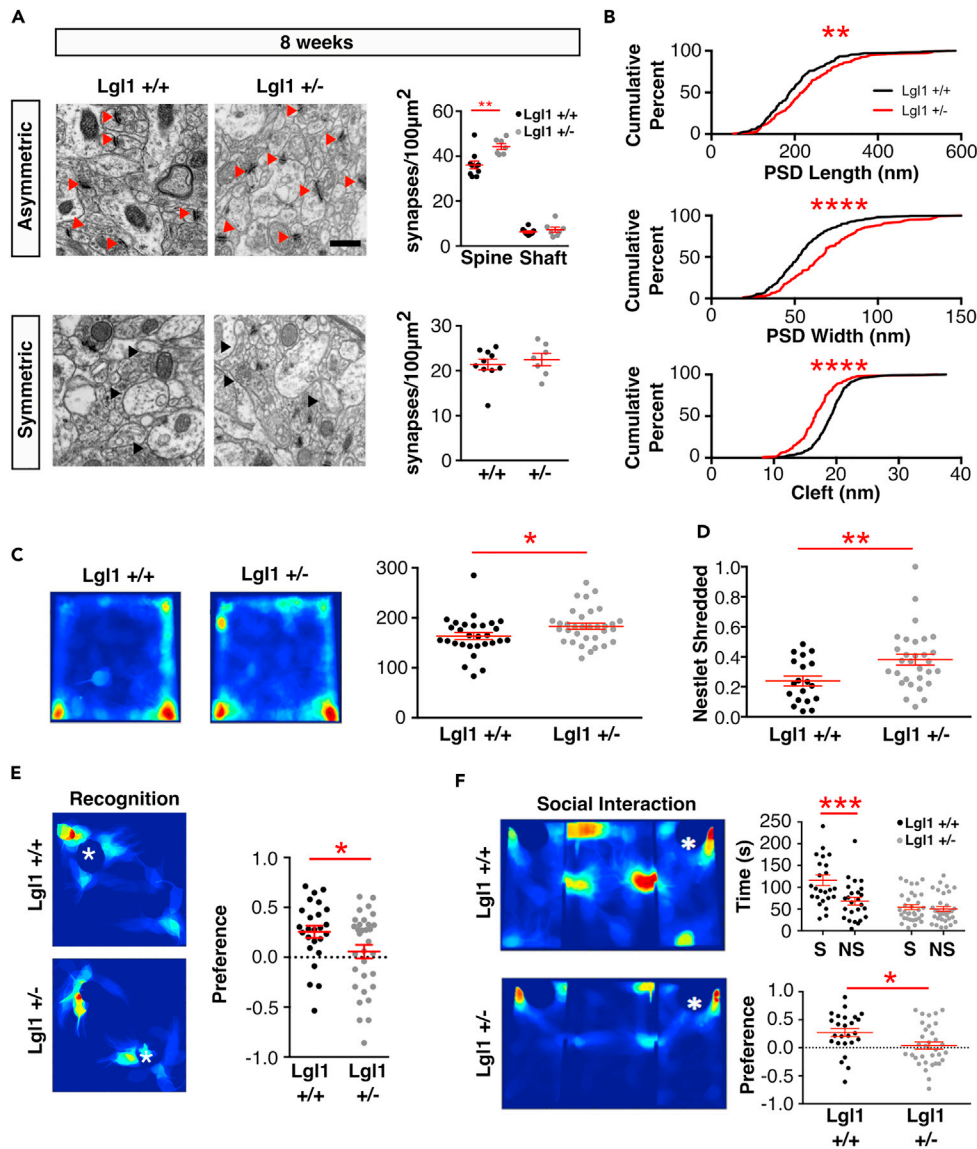 A
8 weeks
Lgl1 +/+
Lgl1 +/-
Asymmetric
synapses/100μm²
60
40
20
0
**
Lgl1 +/+
Lgl1 +/-
Spine Shaft
Symmetric
synapses/100μm²
30
20
10
0
+/+
+/-
B
Cumulative
Percent
100
50
**
Lgl1 +/+
Lgl1 +/-
0 200 400 600
PSD Length (nm)
Cumulative
Percent
100
50
****
0 50 100 150
PSD Width (nm)
Cumulative
Percent
100
50
****
0 10 20 30 40
Cleft (nm)
C
Lgl1 +/+
Lgl1 +/-
300
200
100
0
*
Lgl1 +/+ Lgl1 +/-
D
Nestlet Shredded
1.0
0.8
0.6
0.4
0.2
0.0
**
Lgl1 +/+ Lgl1 +/-
E
Recognition
Lgl1 +/+
*
Lgl1 +/-
*
Preference
1.0
0.5
0.0
-0.5
-1.0
*
Lgl1 Lgl1
+/+ +/-
F
Social Interaction
Lgl1 +/+
*
Lgl1 +/-
*
Time (s)
250
200
150
100
50
0
***
Lgl1 +/+
Lgl1 +/-
S NS S NS
Preference
1.0
0.5
0.0
-0.5
-1.0
*
Lgl1 Lgl1
+/+ +/-